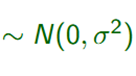 ~ N(0, σ²)